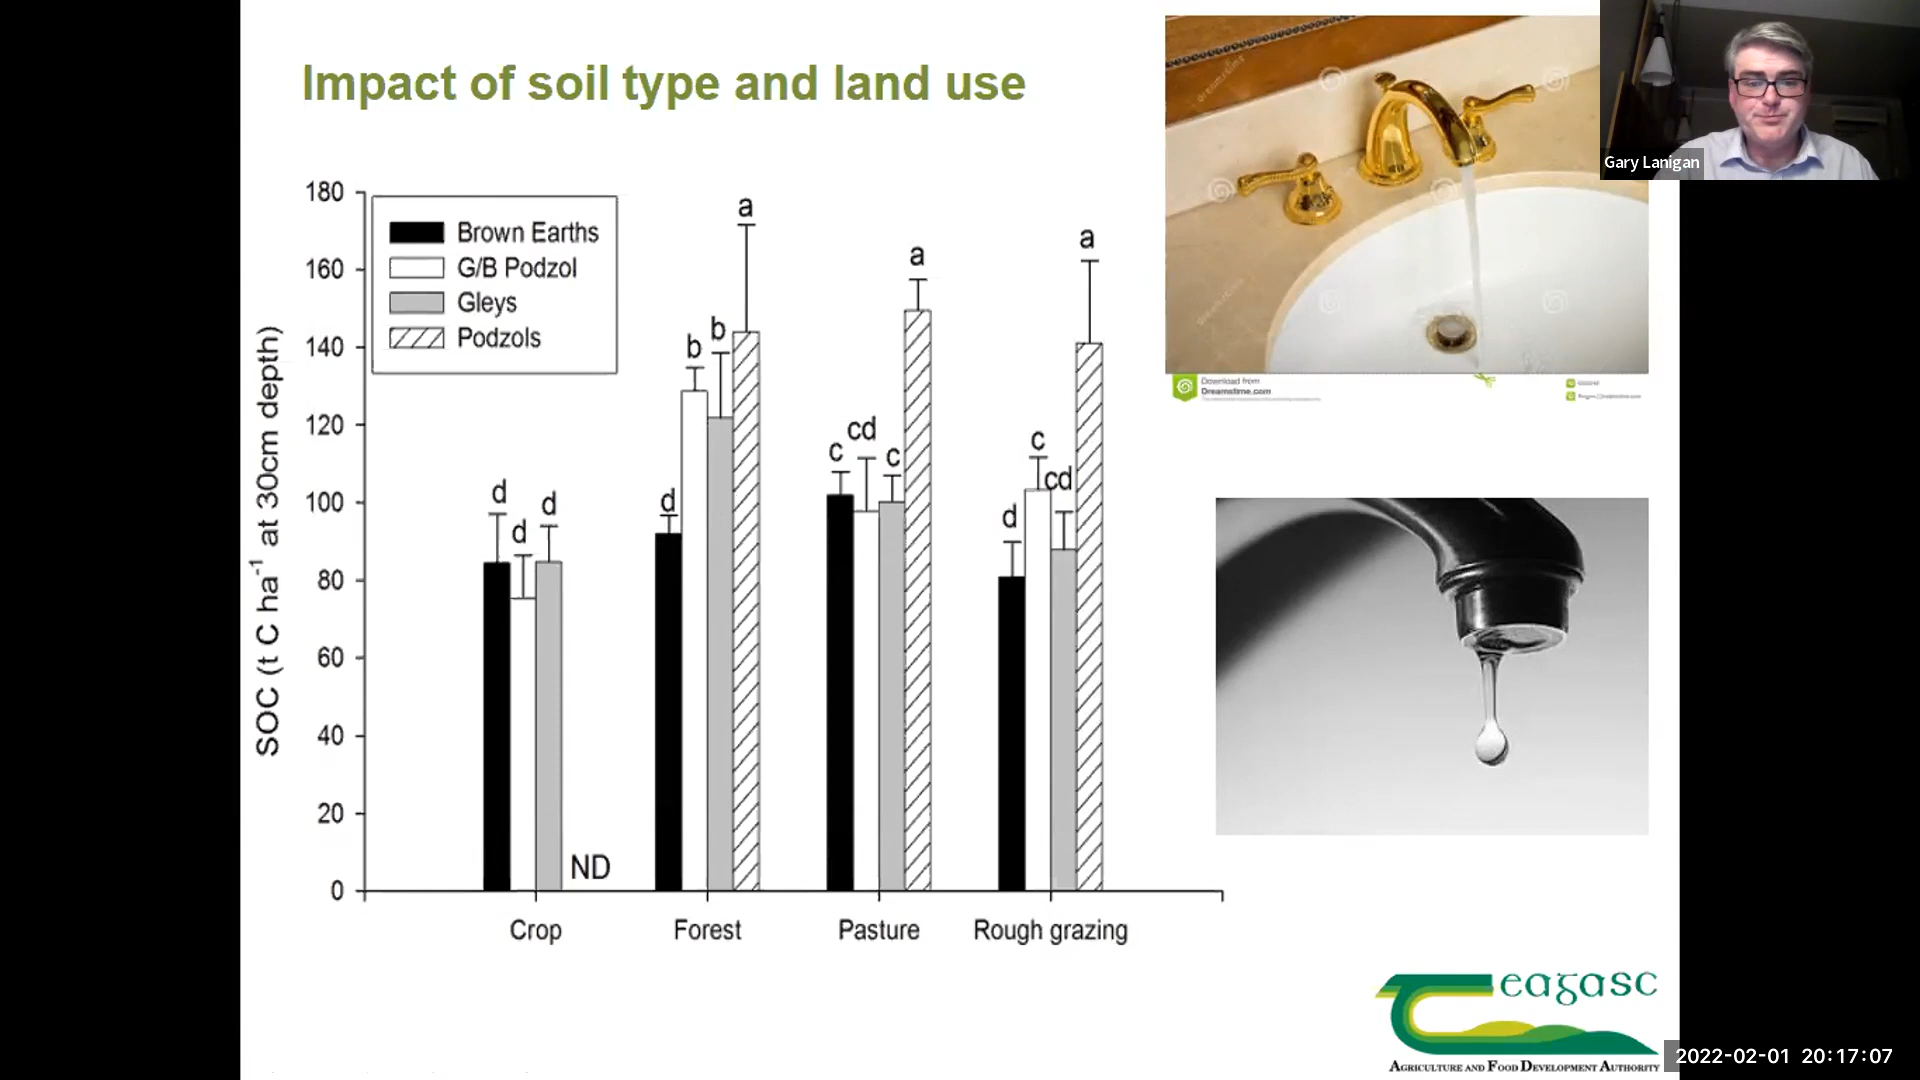 Impact of soil type and land use
Gary Lanigan
SOC (t C ha-1 at 30cm depth)
180
160
140
120
100
80
60
40
20
0
Brown Earths
G/B Podzol
Gleys
Podzols
d
d
d
ND
d
b
b
a
c
cd
c
a
d
c
cd
a
Crop
Forest
Pasture
Rough grazing
dreamstime
Download from
Dreamstime.com
eagasc
AGRICULTURE AND FOOD DEVELOPMENT AUTHORITY
2022-02-01 20:17:07